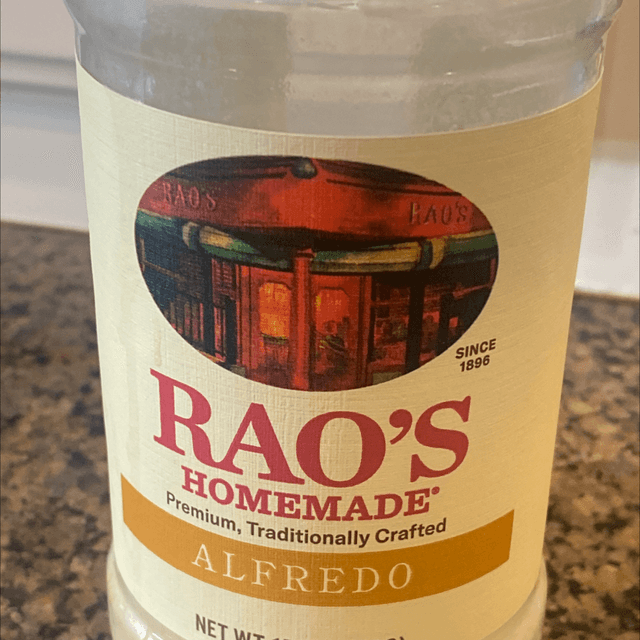 RAO'S RAO'S
SINCE
1896
RAO'S
HOMEMADE®
Premium, Traditionally Crafted
ALFREDO
NET WT